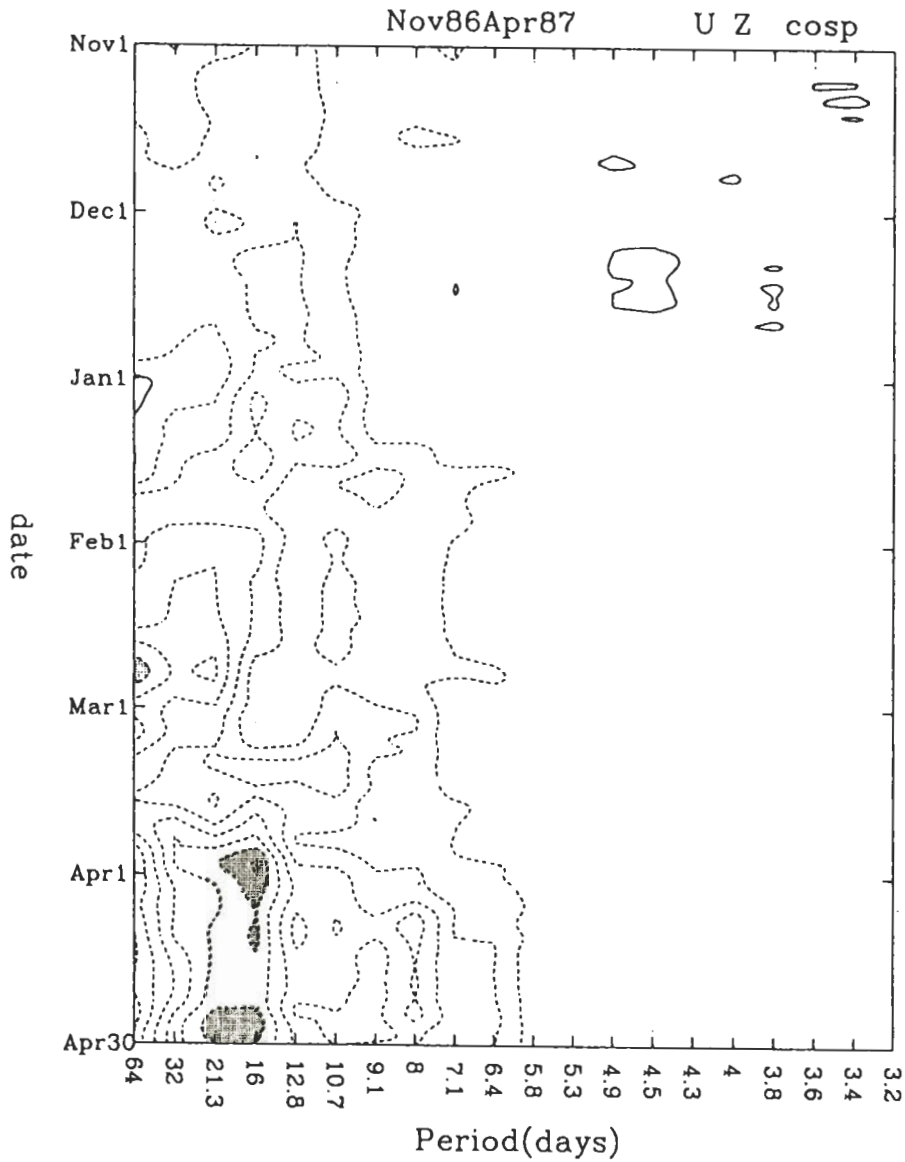 Nov86Apr87 U Z cosp
Nov1
Dec1
Jan1
Feb1
Mar1
Apr1
Apr30
date
64 32 21.3 16 12.8 10.7 9.1 8 7.1 6.4 5.8 5.3 4.9 4.5 4.3 4 3.8 3.6 3.4 3.2
Period(days)